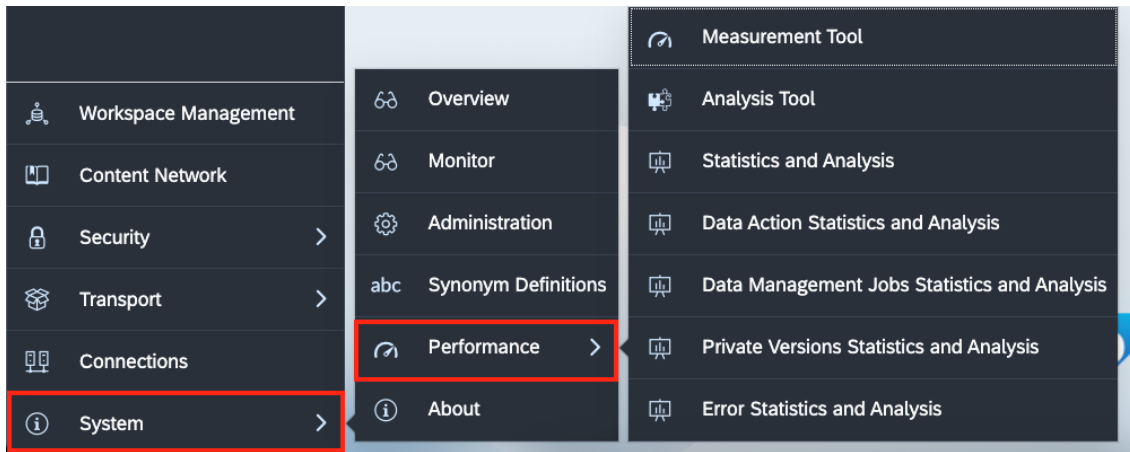 Workspace Management
Content Network
Security
Transport
Connections
System
Overview
Monitor
Administration
abc Synonym Definitions
Performance
About
Measurement Tool
Analysis Tool
Statistics and Analysis
Data Action Statistics and Analysis
Data Management Jobs Statistics and Analysis
Private Versions Statistics and Analysis
Error Statistics and Analysis